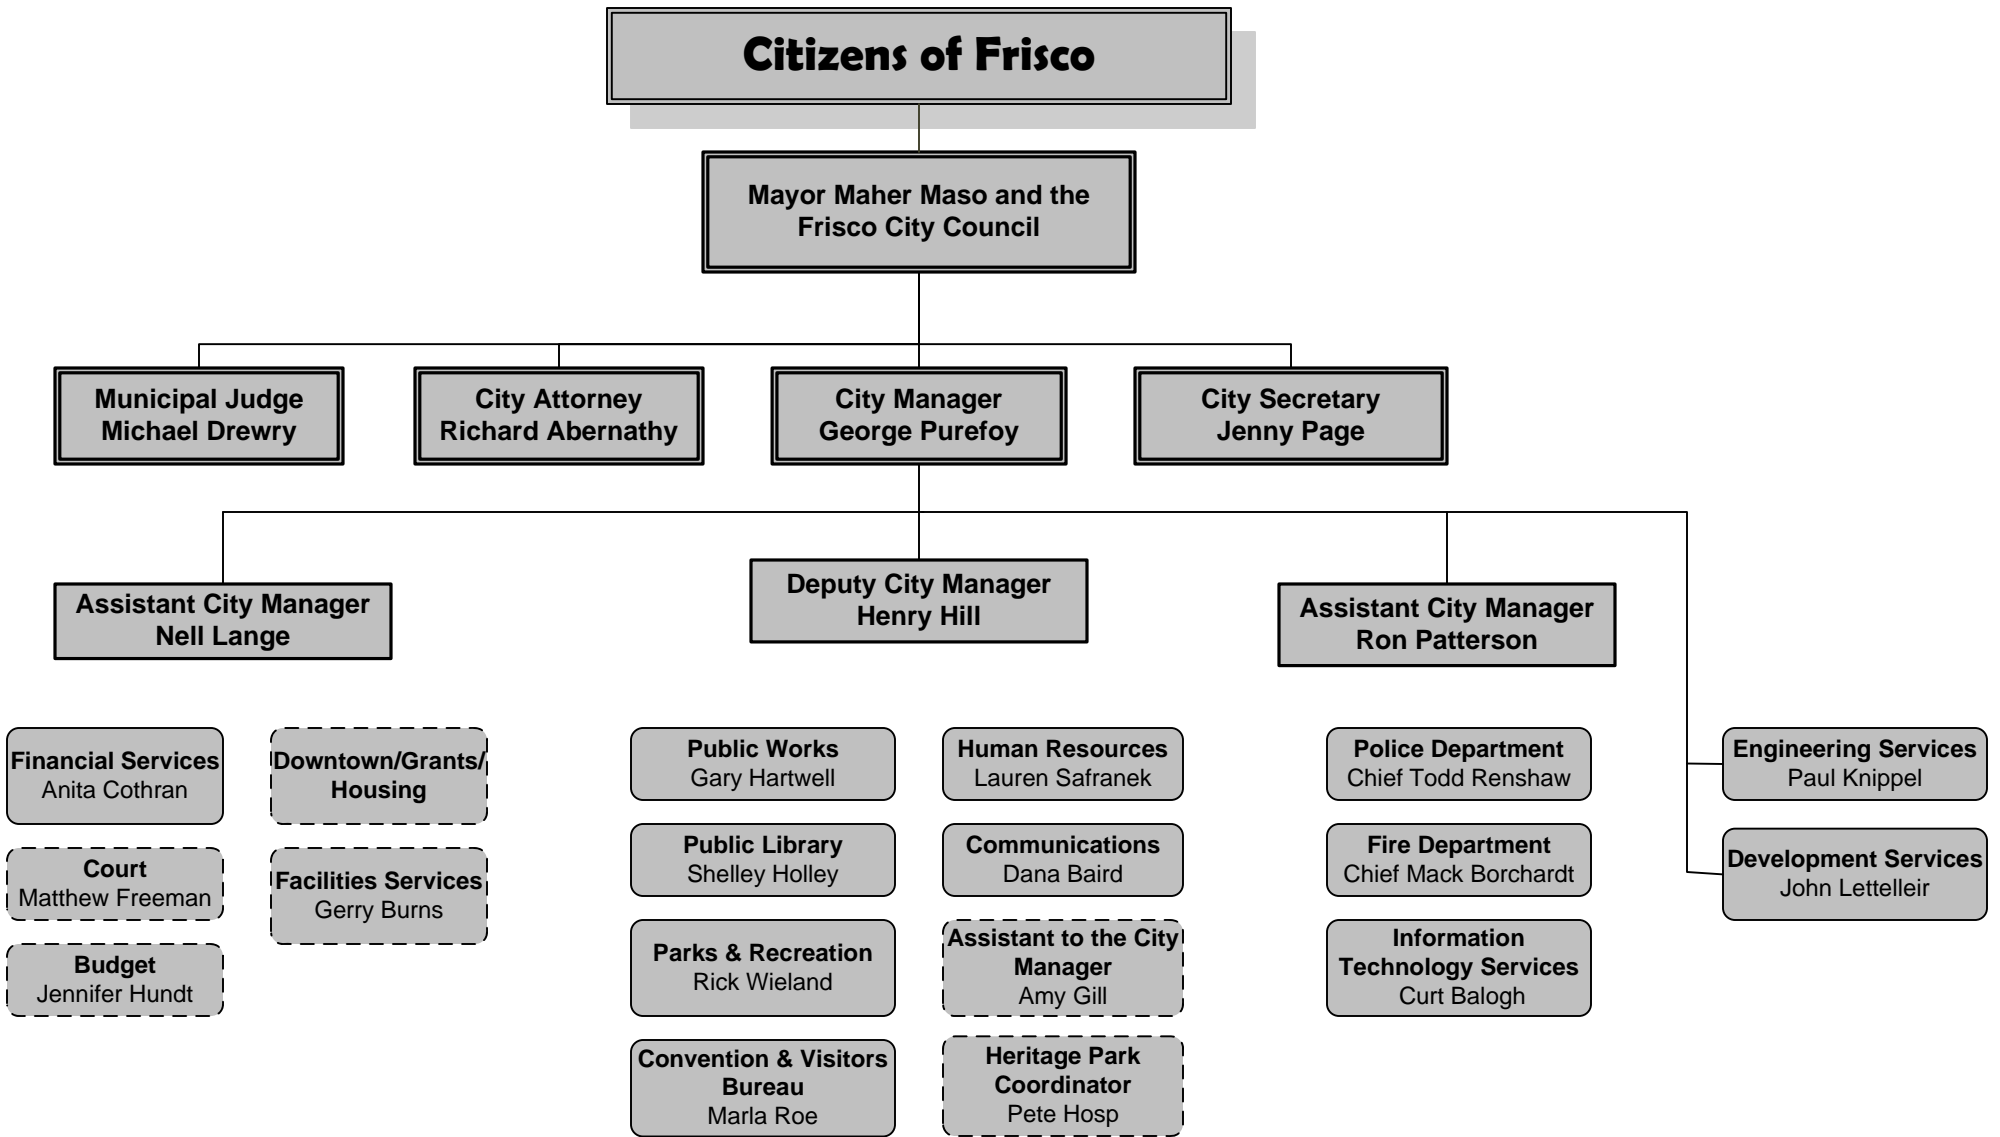 Citizens of Frisco
Mayor Maher Maso and the
Frisco City Council
Municipal Judge
Michael Drewry
City Attorney
Richard Abernathy
City Manager
George Purefoy
City Secretary
Jenny Page
Assistant City Manager
Nell Lange
Deputy City Manager
Henry Hill
Assistant City Manager
Ron Patterson
Financial Services
Anita Cothran
Court
Matthew Freeman
Budget
Jennifer Hundt
Downtown/Grants/
Housing
Facilities Services
Gerry Burns
Public Works
Gary Hartwell
Public Library
Shelley Holley
Parks & Recreation
Rick Wieland
Convention & Visitors
Bureau
Marla Roe
Human Resources
Lauren Safranek
Communications
Dana Baird
Assistant to the City
Manager
Amy Gill
Heritage Park
Coordinator
Pete Hosp
Police Department
Chief Todd Renshaw
Fire Department
Chief Mack Borchardt
Information
Technology Services
Curt Balogh
Engineering Services
Paul Knippel
Development Services
John Lettelleir